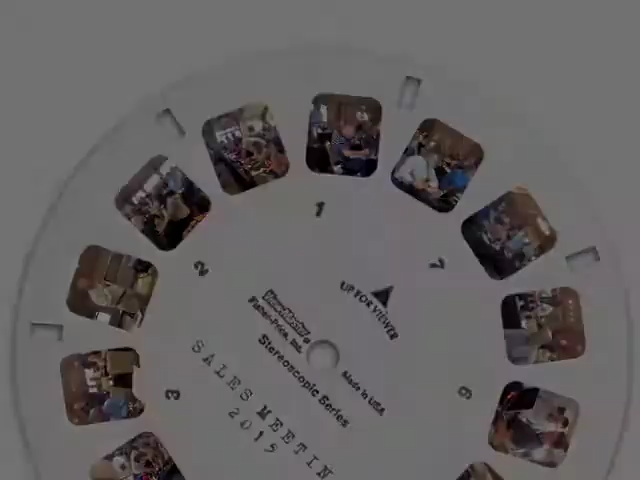 1
2
3
7
6
UP FOR VIEWER
View-Master ®
Fisher-Price, Inc.
Stereoscopic Series
Made in USA
SALES MEETIN
2015